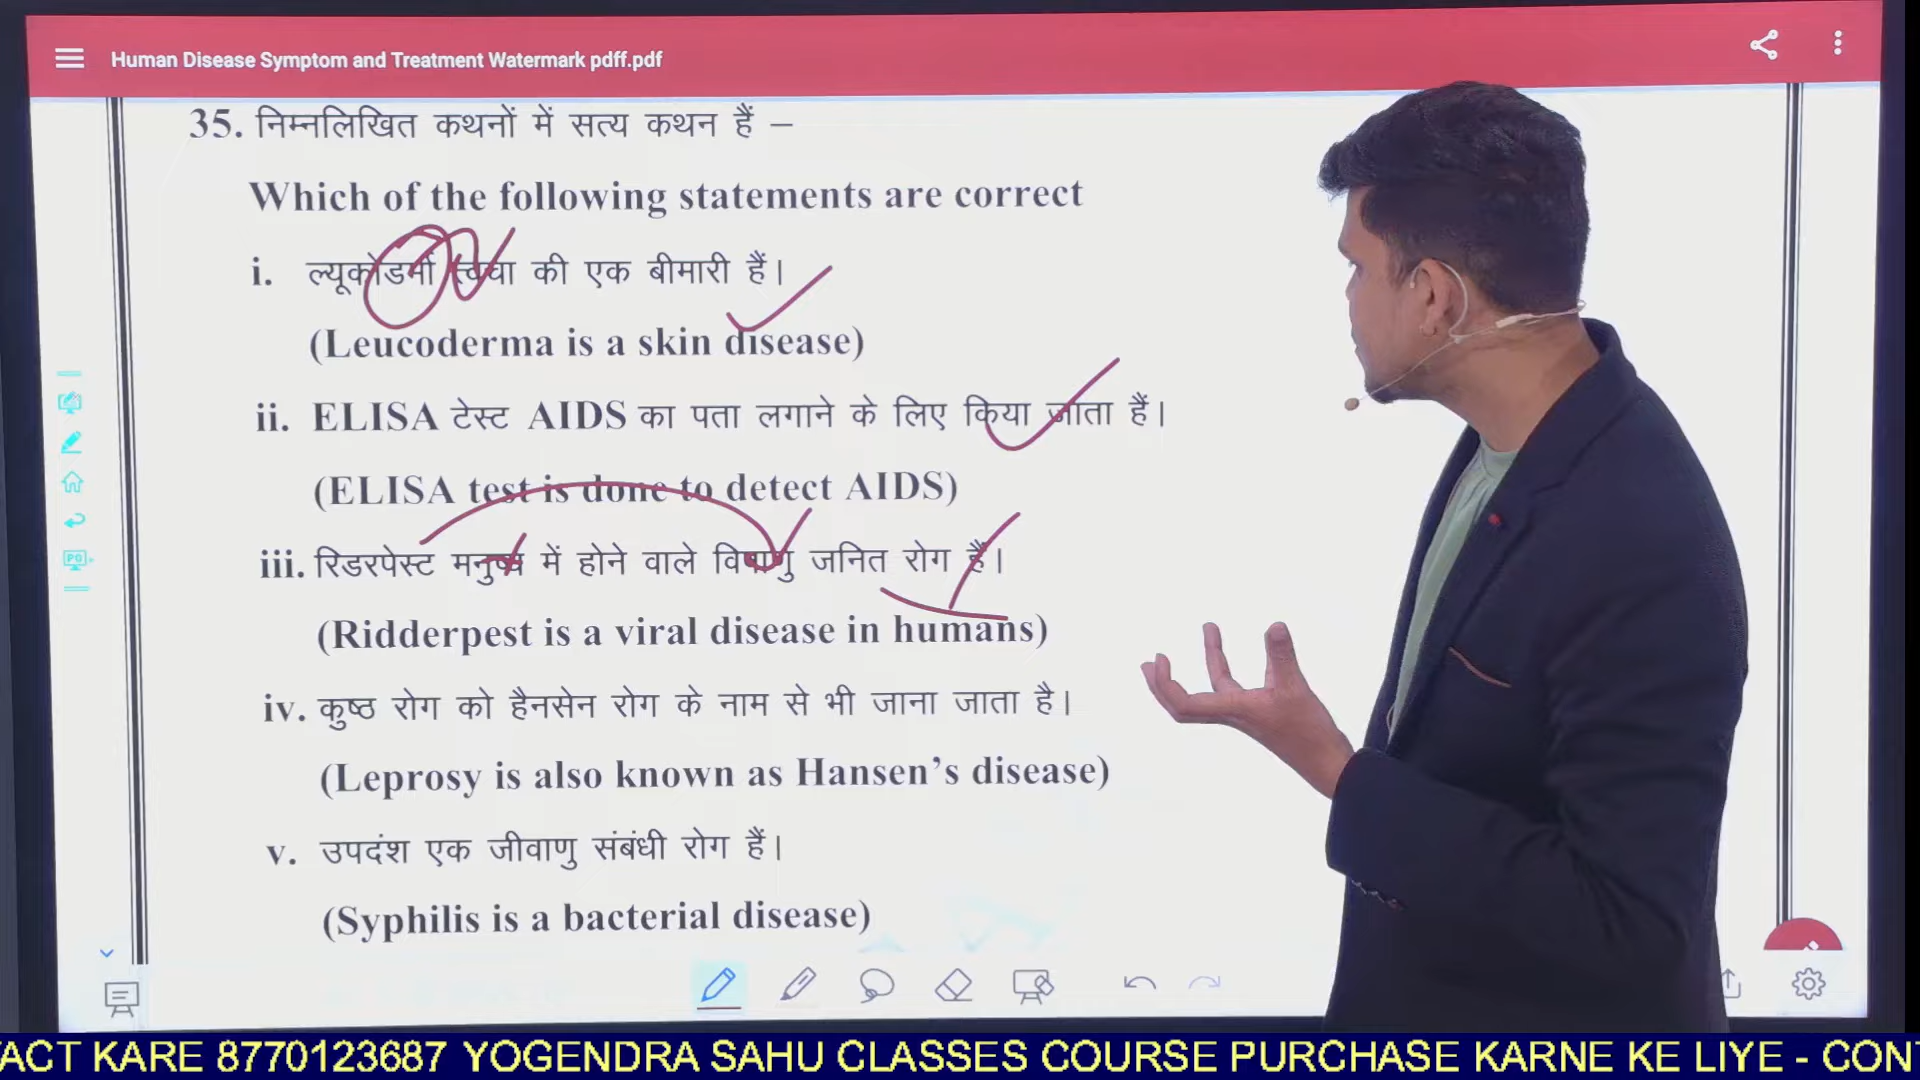 Human Disease Symptom and Treatment Watermark pdff.pdf
35. निम्नलिखित कथनों में सत्य कथन हैं –
Which of the following statements are correct
i. ल्यूकोडर्मा त्वचा की एक बीमारी हैं।
(Leucoderma is a skin disease)
ii. ELISA टेस्ट AIDS का पता लगाने के लिए किया जाता हैं।
(ELISA test is done to detect AIDS)
iii. रिडरपेस्ट मनुष्य में होने वाले विषाणु जनित रोग हैं।
(Ridderpest is a viral disease in humans)
iv. कुष्ठ रोग को हैनसेन रोग के नाम से भी जाना जाता है।
(Leprosy is also known as Hansen's disease)
v. उपदंश एक जीवाणु संबंधी रोग हैं।
(Syphilis is a bacterial disease)
TACT KARE 8770123687 YOGENDRA SAHU CLASSES COURSE PURCHASE KARNE KE LIYE - CON